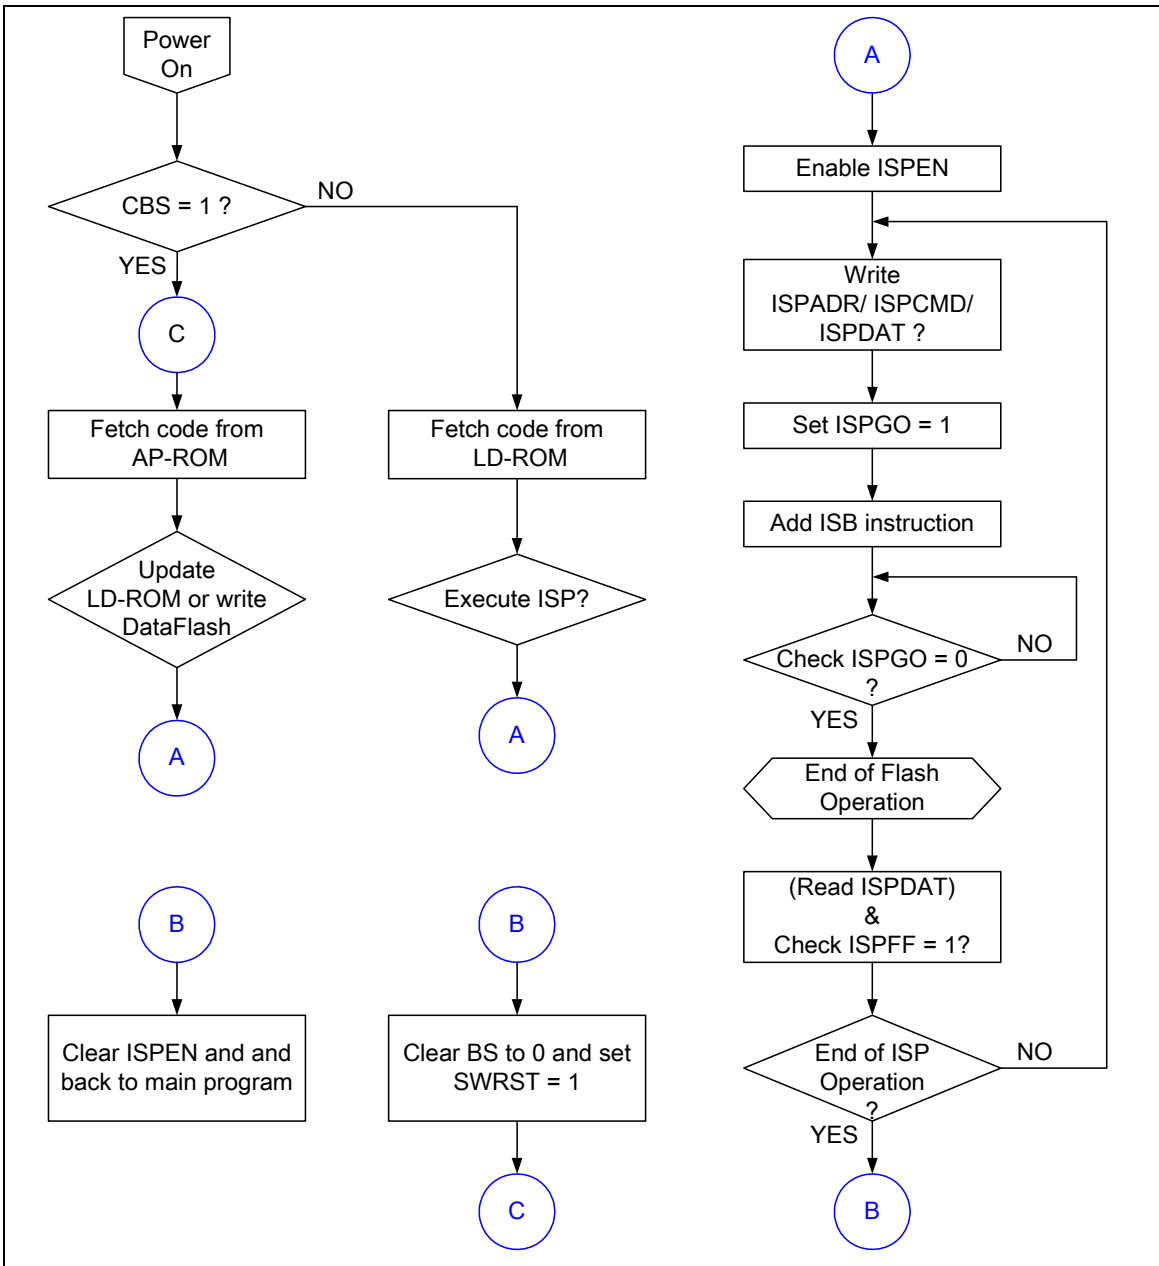 Power
On
CBS = 1 ?
NO
YES
C
Fetch code from
AP-ROM
Fetch code from
LD-ROM
Update
LD-ROM or write
DataFlash
Execute ISP?
A
A
B
Clear ISPEN and and
back to main program
B
Clear BS to 0 and set
SWRST = 1
C
A
Enable ISPEN
Write
ISPADR/ ISPCMD/
ISPDAT ?
Set ISPGO = 1
Add ISB instruction
Check ISPGO = 0
?
NO
YES
End of Flash
Operation
(Read ISPDAT)
&
Check ISPFF = 1?
End of ISP
Operation
?
NO
YES
B